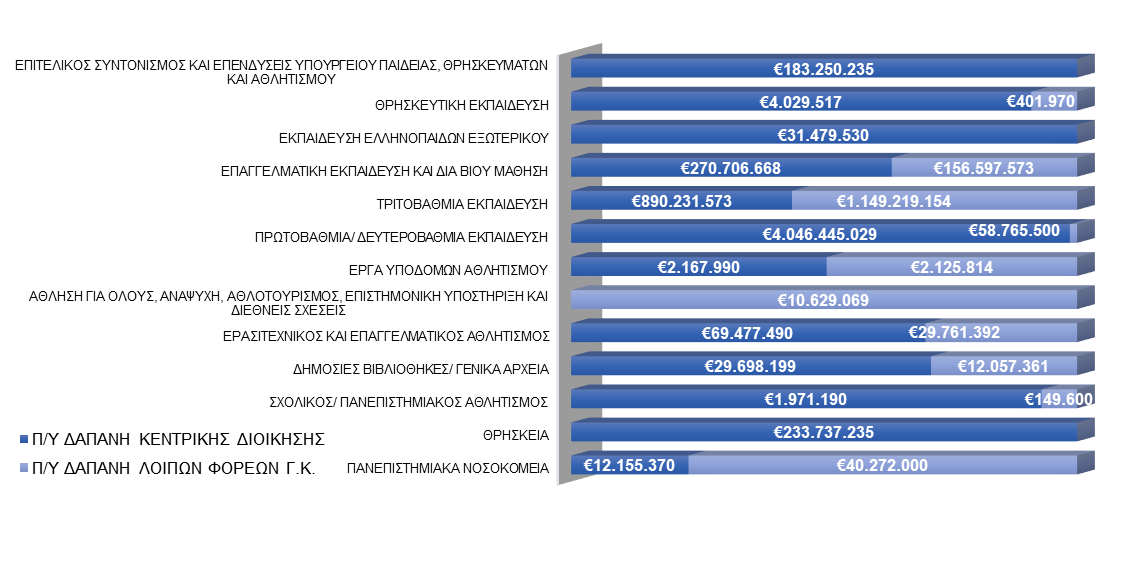 ΕΠΙΤΕΛΙΚΟΣ ΣΥΝΤΟΝΙΣΜΟΣ ΚΑΙ ΕΠΕΝΔΥΣΕΙΣ ΥΠΟΥΡΓΕΙΟΥ ΠΑΙΔΕΙΑΣ, ΘΡΗΣΚΕΥΜΑΤΩΝ
ΚΑΙ ΑΘΛΗΤΙΣΜΟΥ
€183.250.235
ΘΡΗΣΚΕΥΤΙΚΗ ΕΚΠΑΙΔΕΥΣΗ €4.029.517 €401.970
ΕΚΠΑΙΔΕΥΣΗ ΕΛΛΗΝΟΠΑΙΔΩΝ ΕΞΩΤΕΡΙΚΟΥ €31.479.530
ΕΠΑΓΓΕΛΜΑΤΙΚΗ ΕΚΠΑΙΔΕΥΣΗ ΚΑΙ ΔΙΑ ΒΙΟΥ ΜΑΘΗΣΗ €270.706.668 €156.597.573
ΤΡΙΤΟΒΑΘΜΙΑ ΕΚΠΑΙΔΕΥΣΗ €890.231.573 €1.149.219.154
ΠΡΩΤΟΒΑΘΜΙΑ/ ΔΕΥΤΕΡΟΒΑΘΜΙΑ ΕΚΠΑΙΔΕΥΣΗ €4.046.445.029 €58.765.500
ΕΡΓΑ ΥΠΟΔΟΜΩΝ ΑΘΛΗΤΙΣΜΟΥ €2.167.990 €2.125.814
ΑΘΛΗΣΗ ΓΙΑ ΟΛΟΥΣ, ΑΝΑΨΥΧΗ, ΑΘΛΟΤΟΥΡΙΣΜΟΣ, ΕΠΙΣΤΗΜΟΝΙΚΗ ΥΠΟΣΤΗΡΙΞΗ ΚΑΙ
ΔΙΕΘΝΕΙΣ ΣΧΕΣΕΙΣ
€10.629.069
ΕΡΑΣΙΤΕΧΝΙΚΟΣ ΚΑΙ ΕΠΑΓΓΕΛΜΑΤΙΚΟΣ ΑΘΛΗΤΙΣΜΟΣ €69.477.490 €29.761.392
ΔΗΜΟΣΙΕΣ ΒΙΒΛΙΟΘΗΚΕΣ/ ΓΕΝΙΚΑ ΑΡΧΕΙΑ €29.698.199 €12.057.361
ΣΧΟΛΙΚΟΣ/ ΠΑΝΕΠΙΣΤΗΜΙΑΚΟΣ ΑΘΛΗΤΙΣΜΟΣ €1.971.190 €149.600
ΘΡΗΣΚΕΙΑ €233.737.235
ΠΑΝΕΠΙΣΤΗΜΙΑΚΑ ΝΟΣΟΚΟΜΕΙΑ €12.155.370 €40.272.000
Π/Υ ΔΑΠΑΝΗ ΚΕΝΤΡΙΚΗΣ ΔΙΟΙΚΗΣΗΣ
Π/Υ ΔΑΠΑΝΗ ΛΟΙΠΩΝ ΦΟΡΕΩΝ Γ.Κ.